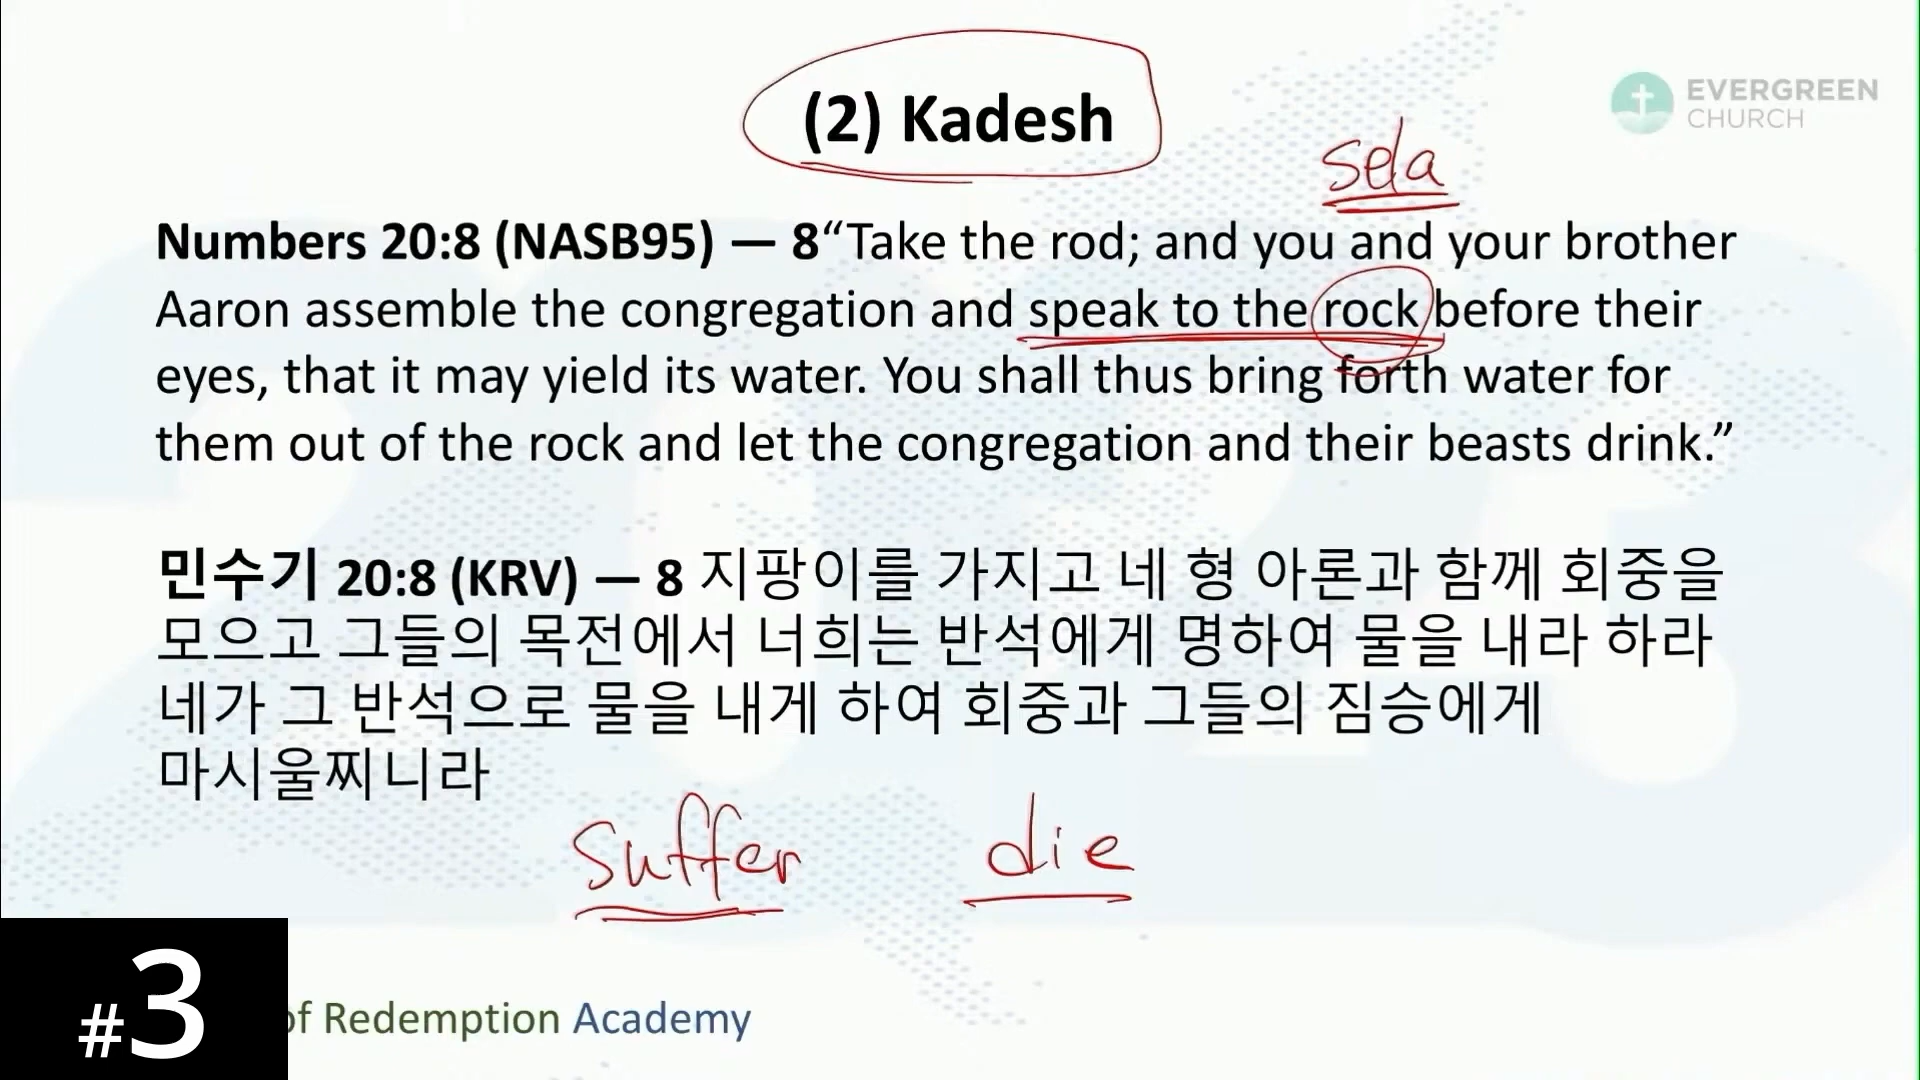 (2) Kadesh
EVERGREEN
CHURCH
sela
Numbers 20:8 (NASB95) — 8“Take the rod; and you and your brother
Aaron assemble the congregation and speak to the rock before their
eyes, that it may yield its water. You shall thus bring forth water for
them out of the rock and let the congregation and their beasts drink.”
민수기 20:8 (KRV) — 8 지팡이를 가지고 네 형 아론과 함께 회중을
모으고 그들의 목전에서 너희는 반석에게 명하여 물을 내라 하라
네가 그 반석으로 물을 내게 하여 회중과 그들의 짐승에게
마시울찌니라
suffer die
#3
of Redemption Academy